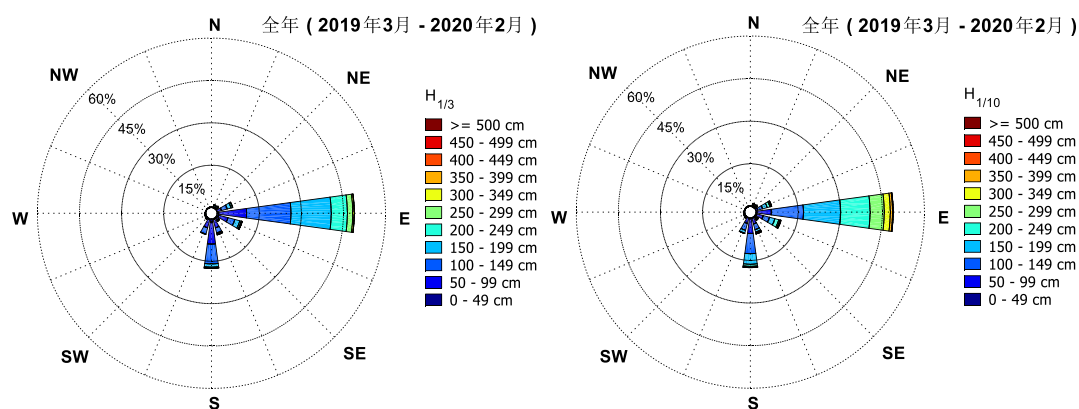 全年 ( 2019年3月 - 2020年2月 )
N
NW
NE
60%
45%
30%
15%
W
E
SW
SE
S
H1/3
>= 500 cm
450 - 499 cm
400 - 449 cm
350 - 399 cm
300 - 349 cm
250 - 299 cm
200 - 249 cm
150 - 199 cm
100 - 149 cm
50 - 99 cm
0 - 49 cm
全年 ( 2019年3月 - 2020年2月 )
N
NW
NE
60%
45%
30%
15%
W
E
SW
SE
S
H1/10
>= 500 cm
450 - 499 cm
400 - 449 cm
350 - 399 cm
300 - 349 cm
250 - 299 cm
200 - 249 cm
150 - 199 cm
100 - 149 cm
50 - 99 cm
0 - 49 cm